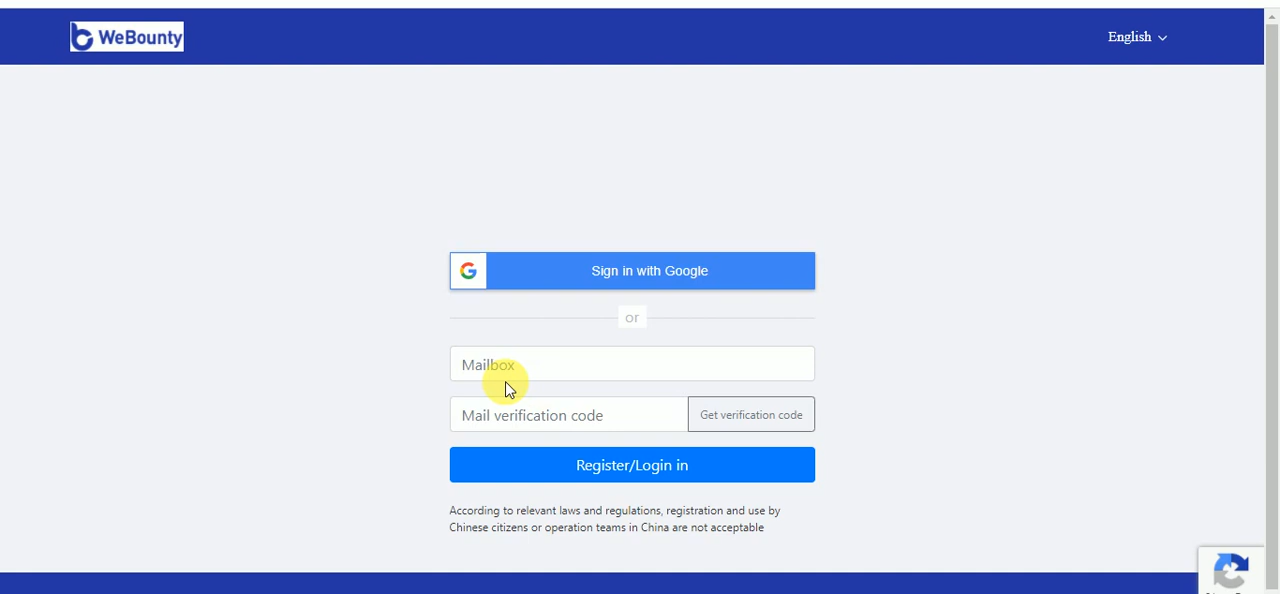 WeBounty
English
Sign in with Google
or
Mailbox
Mail verification code
Get verification code
Register/Login in
According to relevant laws and regulations, registration and use by
Chinese citizens or operation teams in China are not acceptable